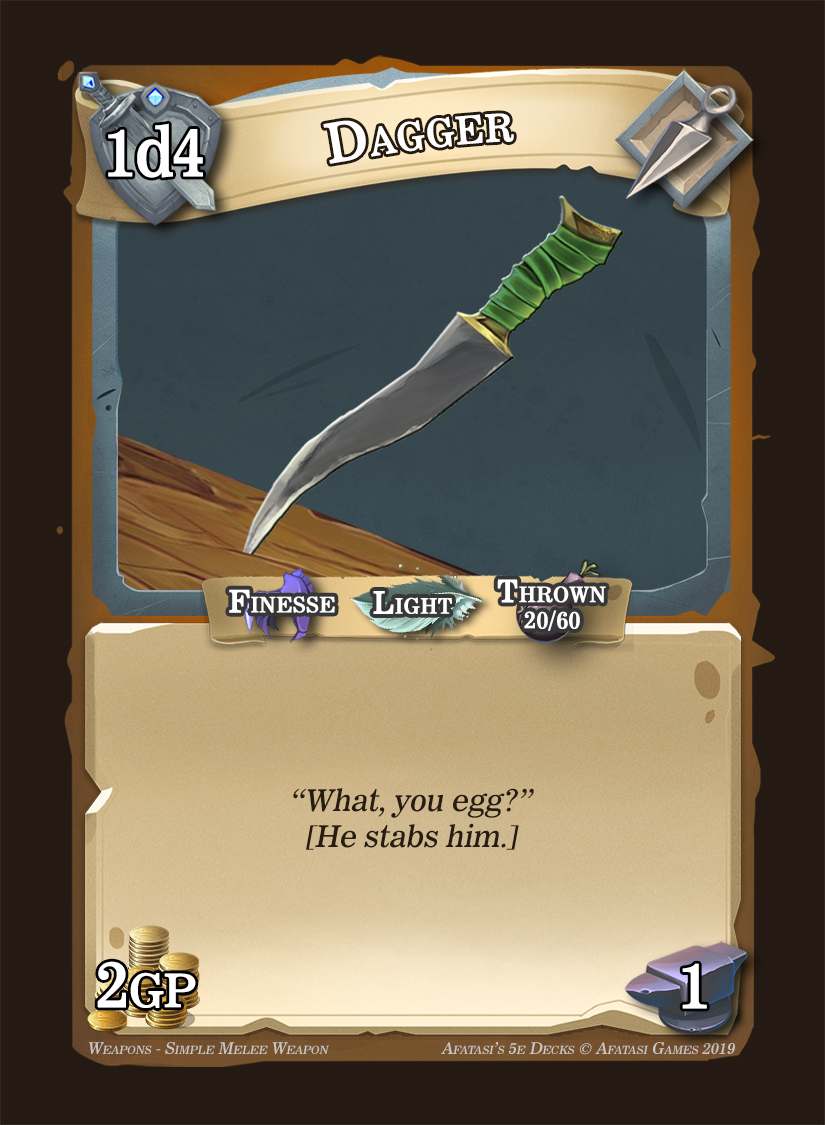 1d4
Dagger
Finesse
Light
Thrown
20/60
“What, you egg?”
[He stabs him.]
2GP
1
Weapons - Simple Melee Weapon
Afatasi's 5e Decks © Afatasi Games 2019